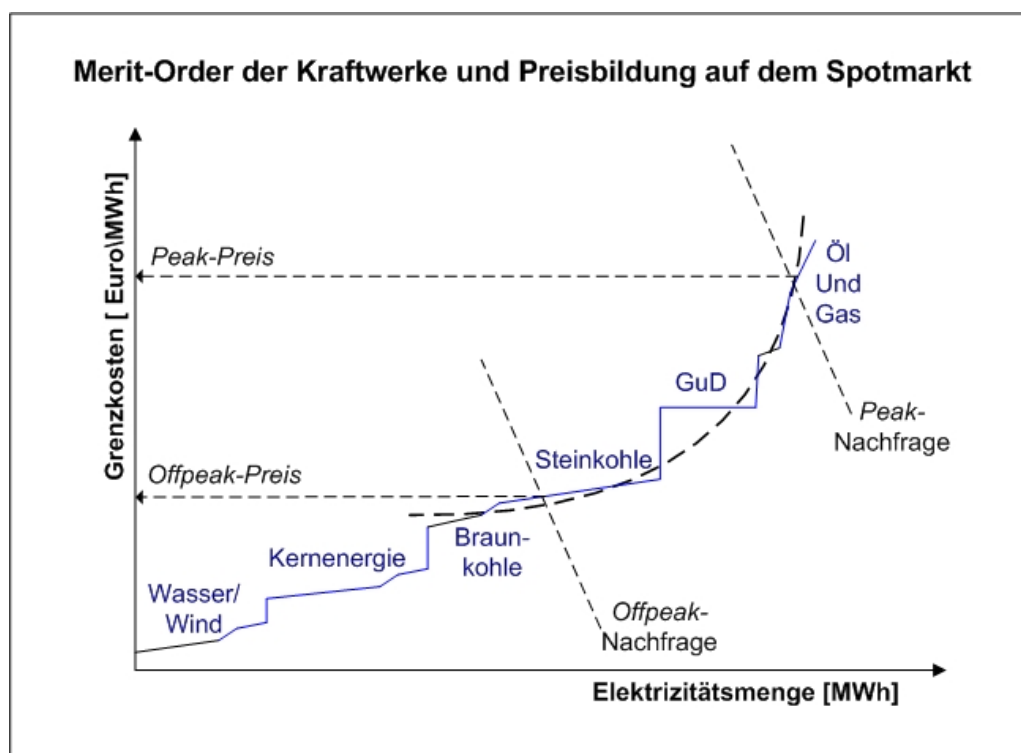 Merit-Order der Kraftwerke und Preisbildung auf dem Spotmarkt
Grenzkosten [ Euro\MWh]
Peak-Preis
Öl
Und
Gas
GuD
Peak-
Nachfrage
Offpeak-Preis
Steinkohle
Braun-
kohle
Kernenergie
Wasser/
Wind
Offpeak-
Nachfrage
Elektrizitätsmenge [MWh]